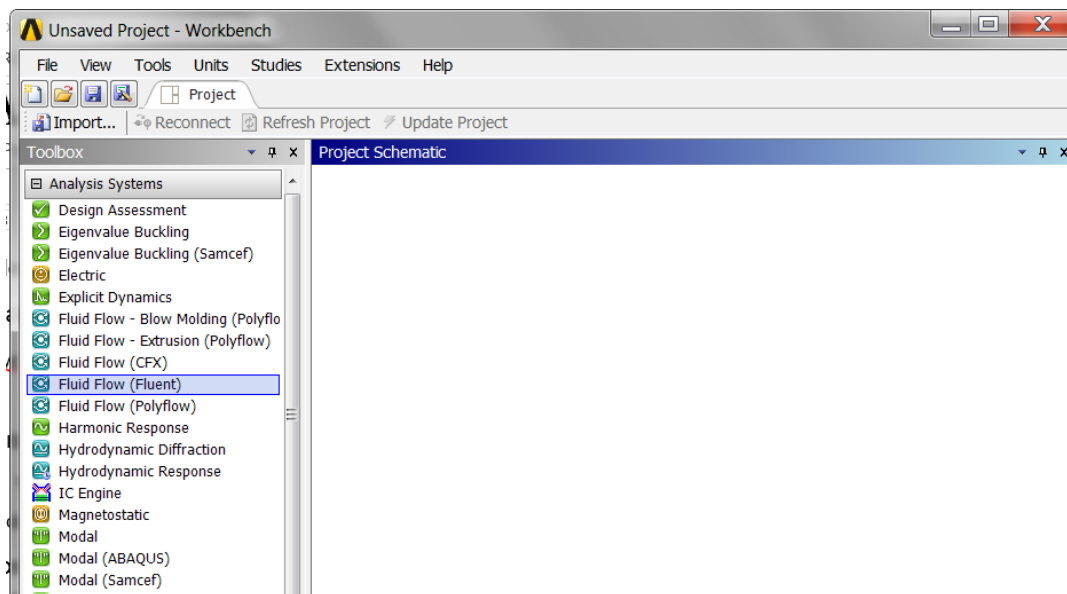 Unsaved Project - Workbench
File View Tools Units Studies Extensions Help
Project
Import... Reconnect Refresh Project Update Project
Toolbox
Project Schematic
Analysis Systems
Design Assessment
Eigenvalue Buckling
Eigenvalue Buckling (Samcef)
Electric
Explicit Dynamics
Fluid Flow - Blow Molding (Polyflo
Fluid Flow - Extrusion (Polyflow)
Fluid Flow (CFX)
Fluid Flow (Fluent)
Fluid Flow (Polyflow)
Harmonic Response
Hydrodynamic Diffraction
Hydrodynamic Response
IC Engine
Magnetostatic
Modal
Modal (ABAQUS)
Modal (Samcef)